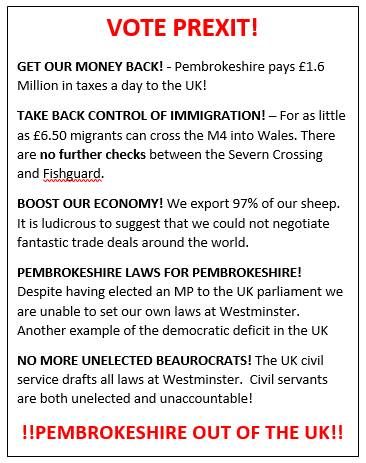 VOTE PREXIT!
GET OUR MONEY BACK! - Pembrokeshire pays £1.6
Million in taxes a day to the UK!
TAKE BACK CONTROL OF IMMIGRATION! – For as little
as £6.50 migrants can cross the M4 into Wales. There
are no further checks between the Severn Crossing
and Fishguard.
BOOST OUR ECONOMY! We export 97% of our sheep.
It is ludicrous to suggest that we could not negotiate
fantastic trade deals around the world.
PEMBROKESHIRE LAWS FOR PEMBROKESHIRE!
Despite having elected an MP to the UK parliament we
are unable to set our own laws at Westminster.
Another example of the democratic deficit in the UK
NO MORE UNELECTED BEAUROCRATS! The UK civil
service drafts all laws at Westminster.  Civil servants
are both unelected and unaccountable!
!!PEMBROKESHIRE OUT OF THE UK!!